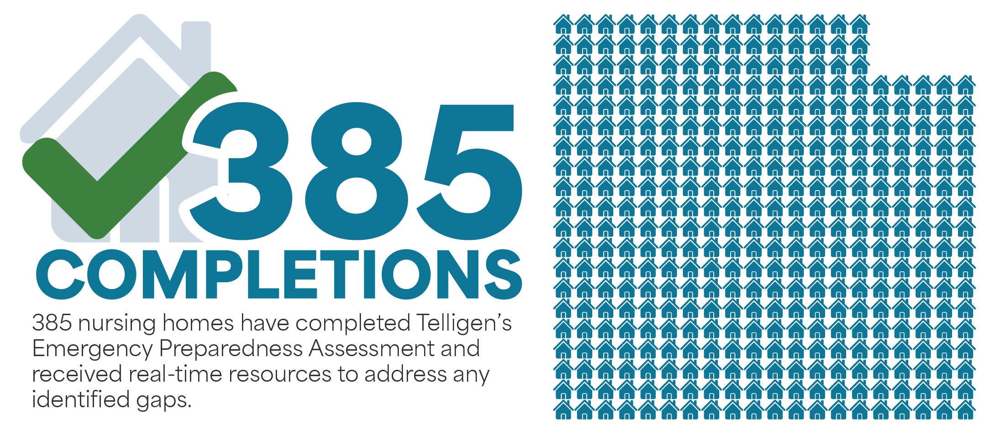 385
COMPLETIONS
385 nursing homes have completed Telligen’s
Emergency Preparedness Assessment and
received real-time resources to address any
identified gaps.